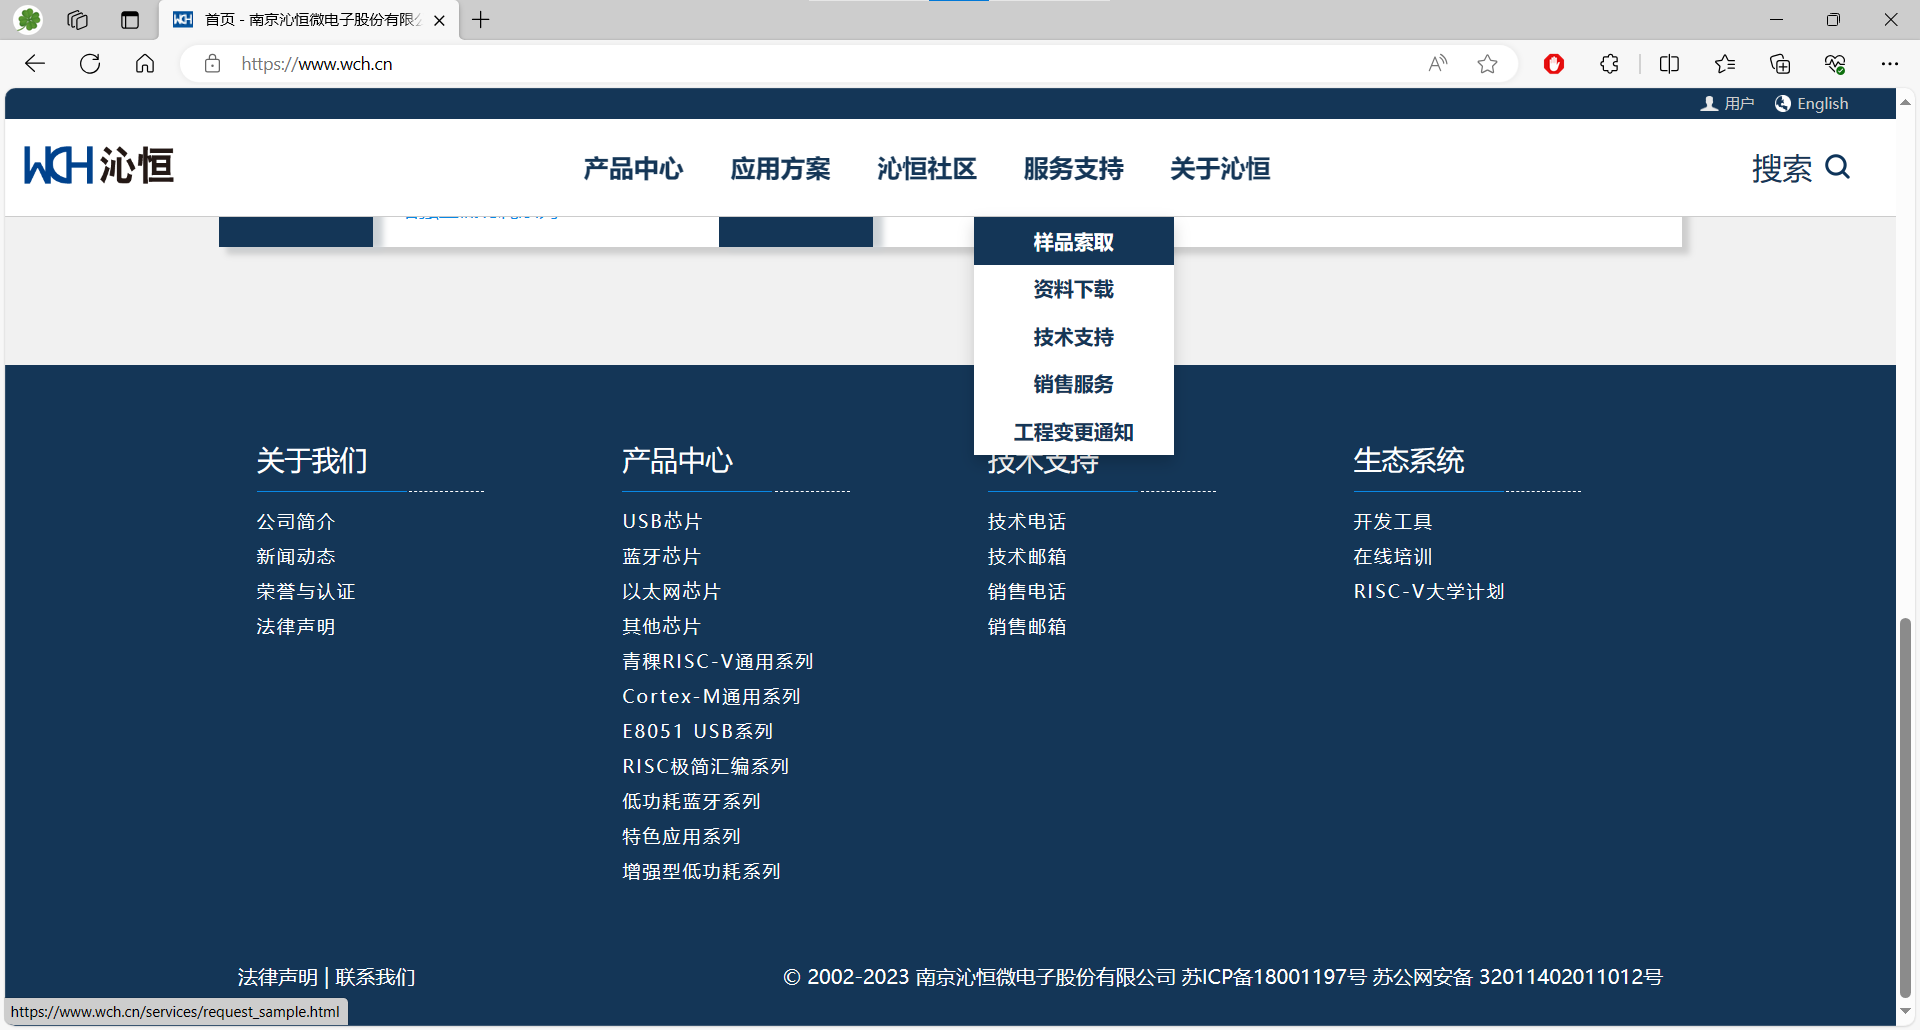 首页 - 南京沁恒微电子股份有限公
https://www.wch.cn
用户 English
WCH 沁恒
产品中心 应用方案 沁恒社区 服务支持 关于沁恒
搜索
样品索取
资料下载
技术支持
销售服务
工程变更通知
关于我们
公司简介
新闻动态
荣誉与认证
法律声明
产品中心
USB芯片
蓝牙芯片
以太网芯片
其他芯片
青稞RISC-V通用系列
Cortex-M通用系列
E8051 USB系列
RISC极简汇编系列
低功耗蓝牙系列
特色应用系列
增强型低功耗系列
技术支持
技术电话
技术邮箱
销售电话
销售邮箱
生态系统
开发工具
在线培训
RISC-V大学计划
法律声明 | 联系我们
© 2002-2023 南京沁恒微电子股份有限公司 苏ICP备18001197号 苏公网安备 32011402011012号
https://www.wch.cn/services/request_sample.html